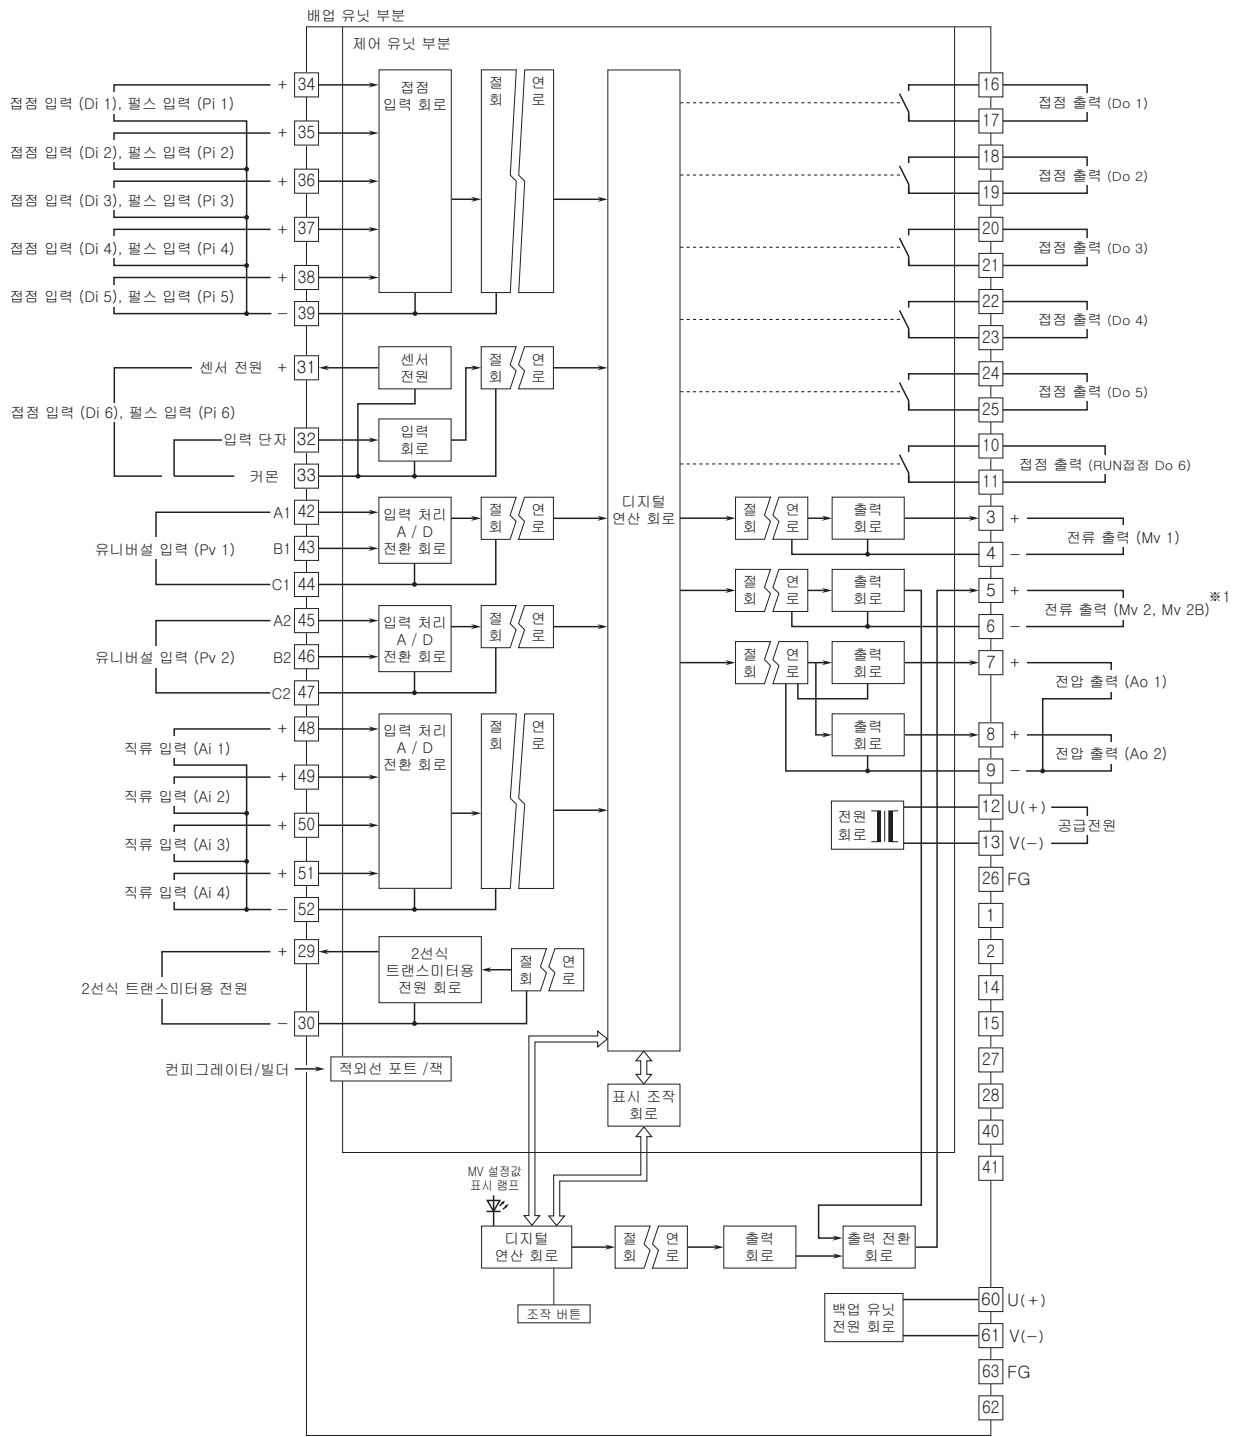 배업 유닛 부분
제어 유닛 부분
접점 입력 (Di 1), 펄스 입력 (Pi 1)
접점 입력 (Di 2), 펄스 입력 (Pi 2)
접점 입력 (Di 3), 펄스 입력 (Pi 3)
접점 입력 (Di 4), 펄스 입력 (Pi 4)
접점 입력 (Di 5), 펄스 입력 (Pi 5)
+ 34
+ 35
+ 36
+ 37
+ 38
− 39
접점
입력 회로
절 연
회 로
센서 전원 + 31
접점 입력 (Di 6), 펄스 입력 (Pi 6)
입력 단자 32
커몬 33
센서
전원
입력
회로
절 연
회 로
유니버설 입력 (Pv 1)
A1 42
B1 43
C1 44
입력 처리
A / D
전환 회로
절 연
회 로
유니버설 입력 (Pv 2)
A2 45
B2 46
C2 47
입력 처리
A / D
전환 회로
절 연
회 로
직류 입력 (Ai 1)
직류 입력 (Ai 2)
직류 입력 (Ai 3)
직류 입력 (Ai 4)
+ 48
+ 49
+ 50
+ 51
− 52
입력 처리
A / D
전환 회로
절 연
회 로
2선식 트랜스미터용 전원
+ 29
− 30
2선식
트랜스미터용
전원 회로
절 연
회 로
컨피그레이터/빌더
적외선 포트 /잭
디지털
연산 회로
표시 조작
회로
16
17
접점 출력 (Do 1)
18
19
접점 출력 (Do 2)
20
21
접점 출력 (Do 3)
22
23
접점 출력 (Do 4)
24
25
접점 출력 (Do 5)
10
11
접점 출력 (RUN접점 Do 6)
절 연
회 로
출력
회로
3 +
4 −
전류 출력 (Mv 1)
절 연
회 로
출력
회로
5 +
6 −
전류 출력 (Mv 2, Mv 2B)※1
절 연
회 로
출력
회로
7 +
전압 출력 (Ao 1)
출력
회로
8 +
9 −
전압 출력 (Ao 2)
전원
회로
12 U(+)
13 V(−)
공급전원
26 FG
1
2
14
15
27
28
40
41
MV 설정값
표시 램프
디지털
연산 회로
조작 버튼
절 연
회 로
출력
회로
출력 전환
회로
백업 유닛
전원 회로
60 U(+)
61 V(−)
63 FG
62